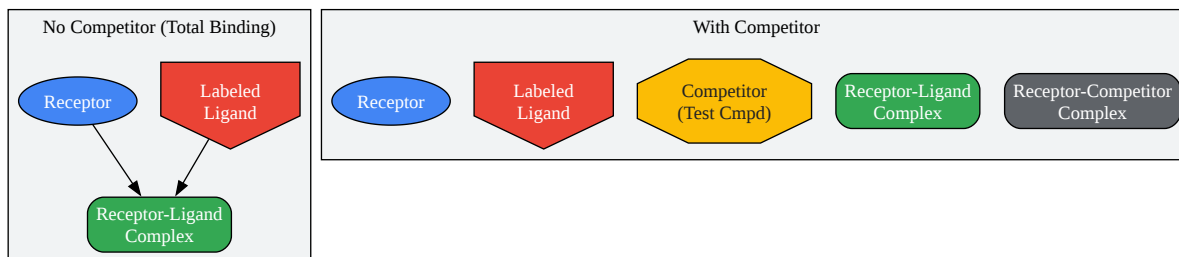 No Competitor (Total Binding)
Receptor
Labeled
Ligand
Receptor-Ligand
Complex
With Competitor
Receptor
Labeled
Ligand
Competitor
(Test Cmpd)
Receptor-Ligand
Complex
Receptor-Competitor
Complex